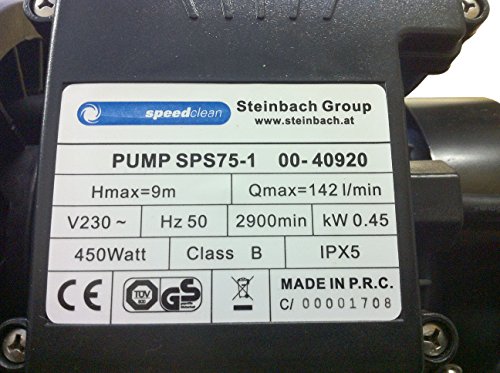 speedclean Steinbach Group
www.steinbach.at
PUMP SPS75-1 00-40920
Hmax=9m Qmax=142 l/min
V230 ~ Hz 50 2900min kW 0.45
450Watt Class B IPX5
CE TÜV GS MADE IN P.R.C.
C/ 00001708